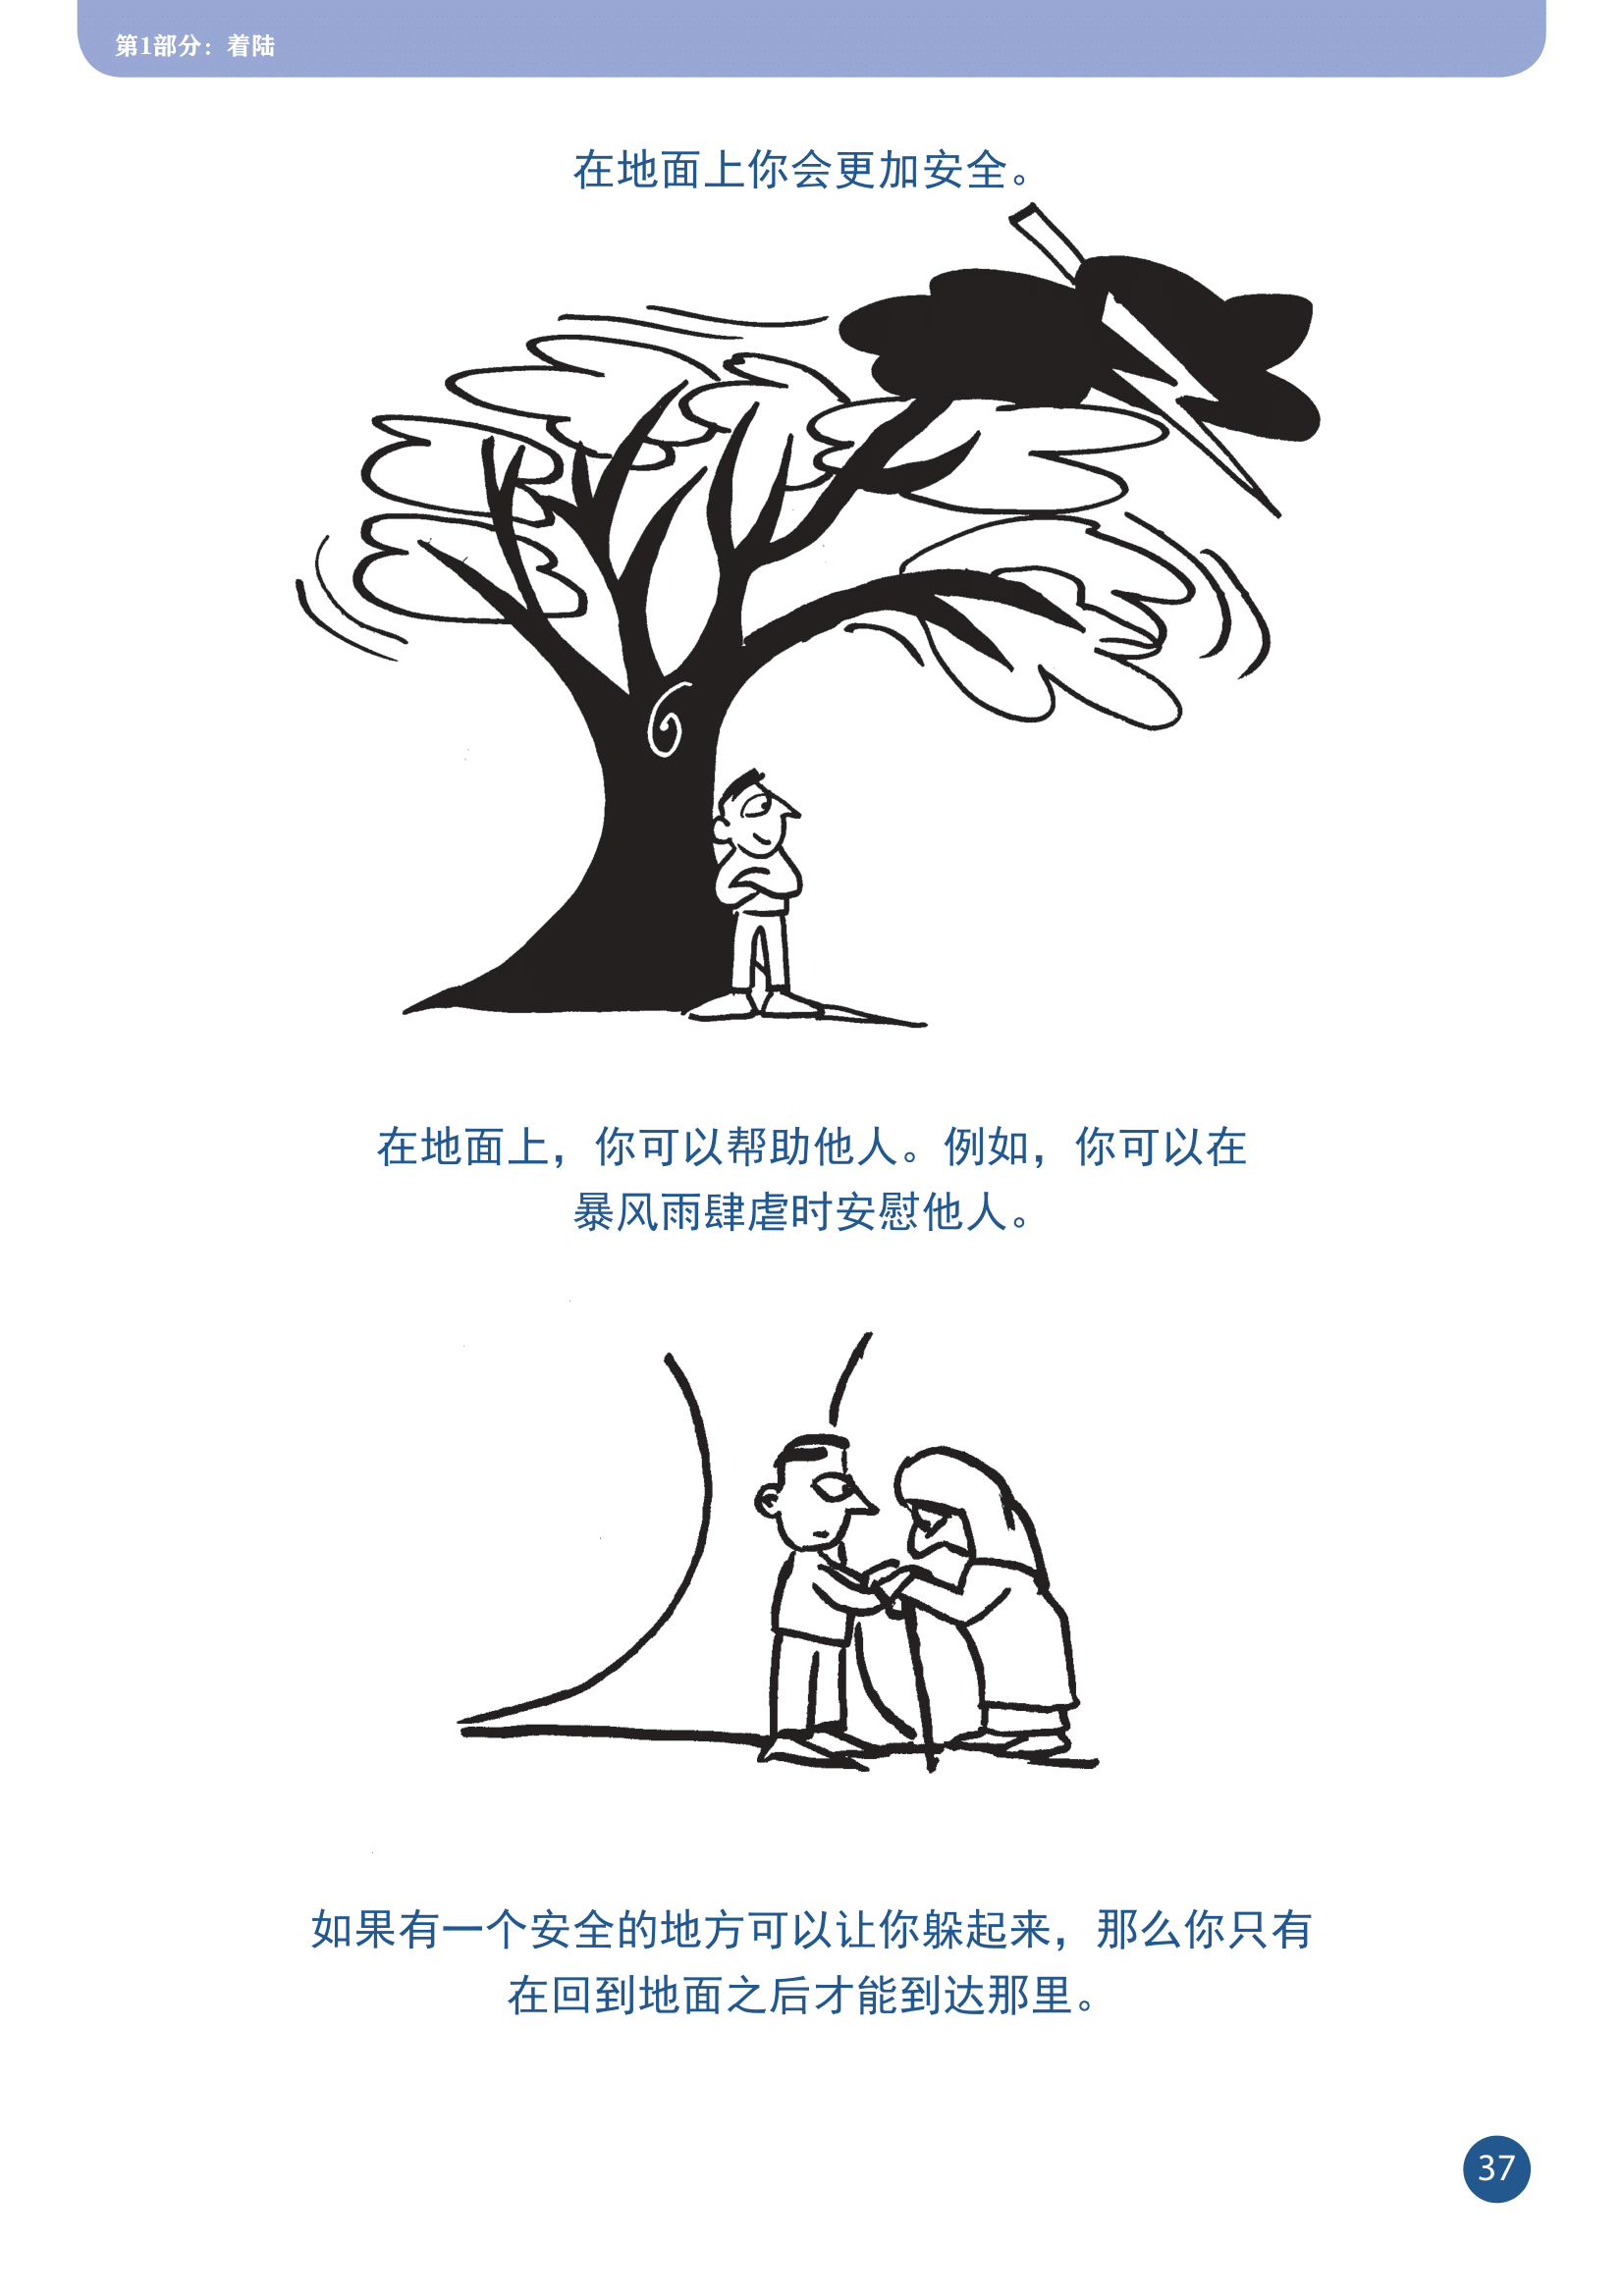 第1部分：着陆
在地面上你会更加安全。
在地面上，你可以帮助他人。例如，你可以在
暴风雨肆虐时安慰他人。
如果有一个安全的地方可以让你躲起来，那么你只有
在回到地面之后才能到达那里。
37